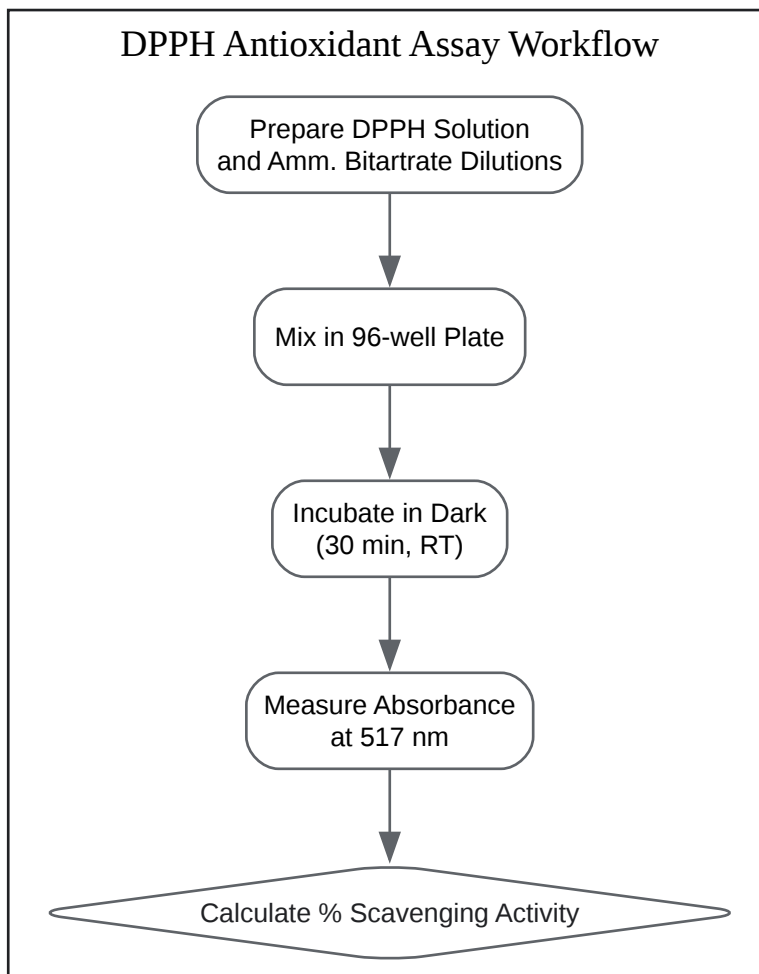 DPPH Antioxidant Assay Workflow
Prepare DPPH Solution
and Amm. Bitartrate Dilutions
Mix in 96-well Plate
Incubate in Dark
(30 min, RT)
Measure Absorbance
at 517 nm
Calculate % Scavenging Activity